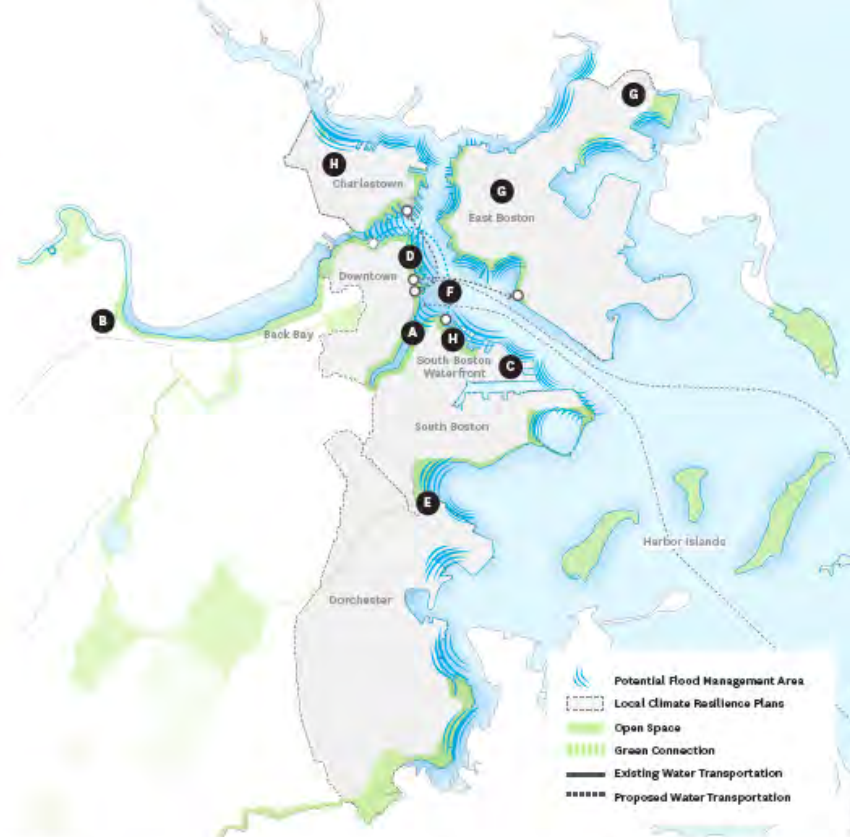 G
H
Charlestown
G
East Boston
D
Downtown
F
B
Back Bay
A
H
South Boston
Waterfront
C
South Boston
E
Harbor Islands
Dorchester
Potential Flood Management Area
Local Climate Resilience Plans
Open Space
Green Connection
Existing Water Transportation
Proposed Water Transportation